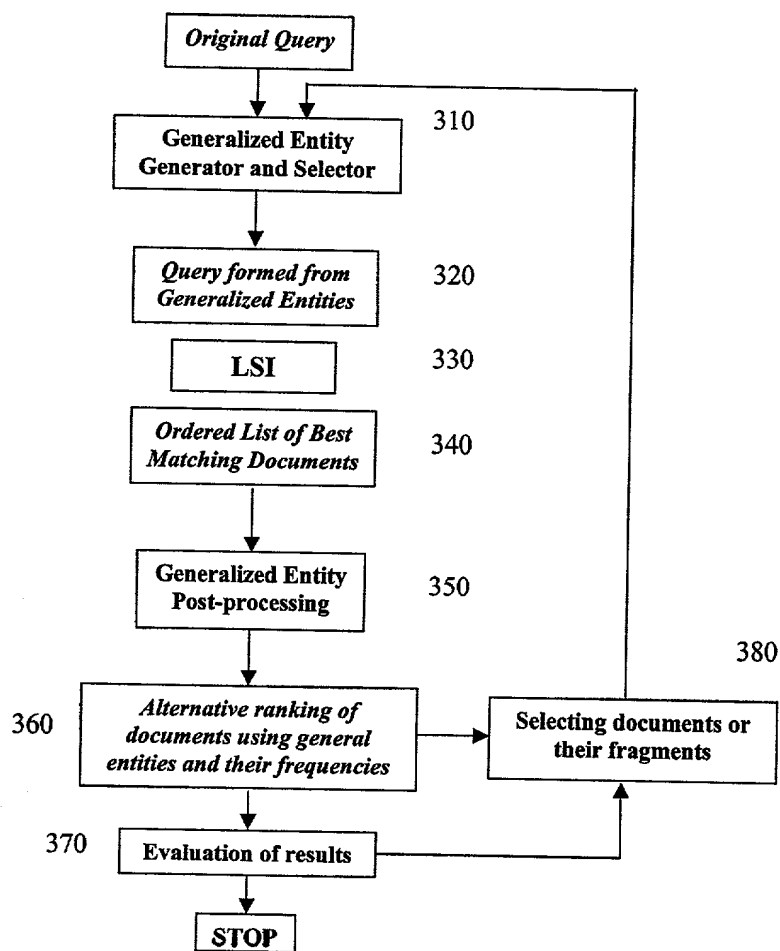 Original Query
310
Generalized Entity
Generator and Selector
Query formed from
Generalized Entities
320
LSI
330
Ordered List of Best
Matching Documents
340
Generalized Entity
Post-processing
350
380
360
Alternative ranking of
documents using general
entities and their frequencies
Selecting documents or
their fragments
370
Evaluation of results
STOP